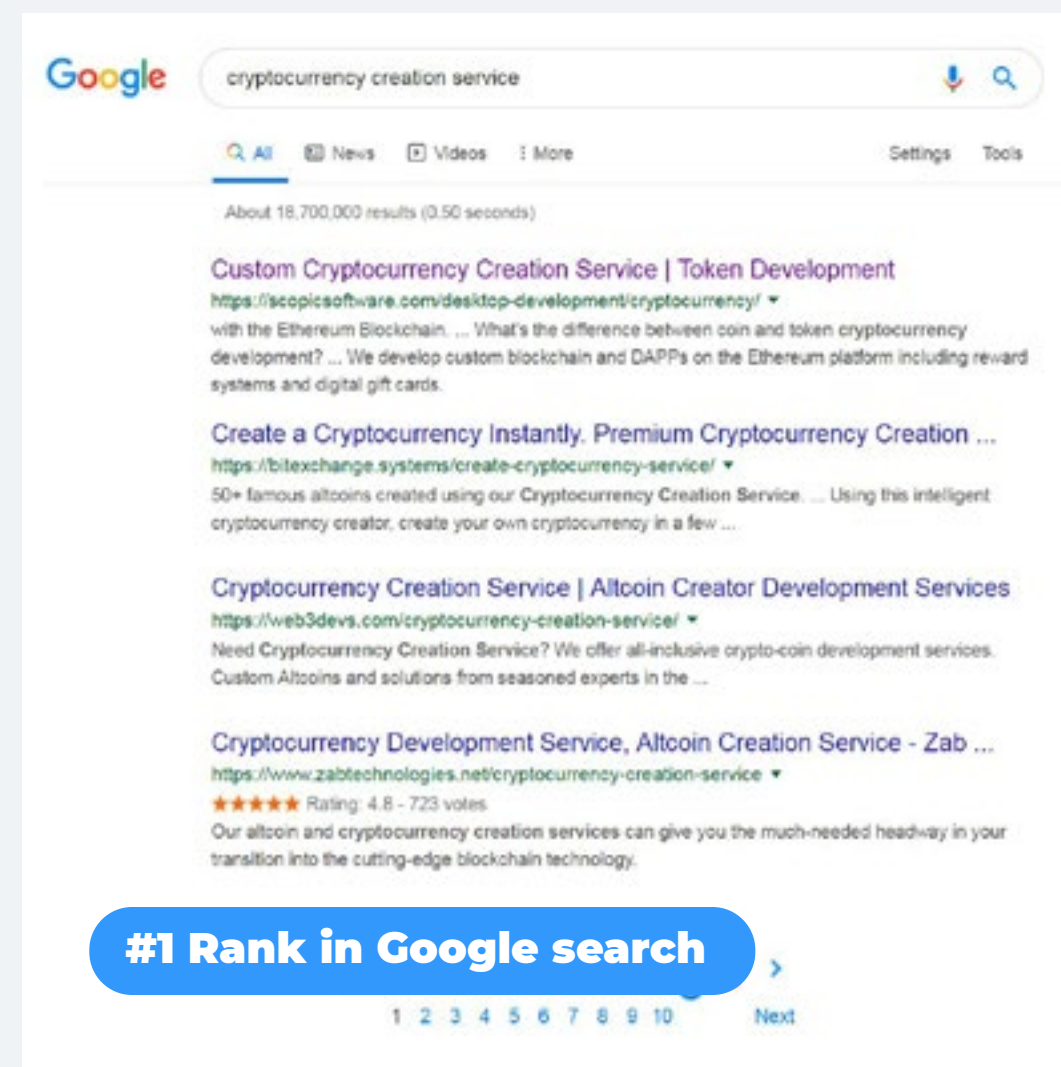 Google
cryptocurrency creation service
All News Videos More Settings Tools
About 18,700,000 results (0.50 seconds)
Custom Cryptocurrency Creation Service | Token Development
https://scopicsoftware.com/desktop-development/cryptocurrency/
with the Ethereum Blockchain. ... What's the difference between coin and token cryptocurrency
development? ... We develop custom blockchain and DAPPs on the Ethereum platform including reward
systems and digital gift cards.
Create a Cryptocurrency Instantly. Premium Cryptocurrency Creation ...
https://bitexchange.systems/create-cryptocurrency-service/
50+ famous altcoins created using our Cryptocurrency Creation Service. ... Using this intelligent
cryptocurrency creator, create your own cryptocurrency in a few ...
Cryptocurrency Creation Service | Altcoin Creator Development Services
https://web3devs.com/cryptocurrency-creation-service/
Need Cryptocurrency Creation Service? We offer all-inclusive crypto-coin development services.
Custom Altcoins and solutions from seasoned experts in the ...
Cryptocurrency Development Service, Altcoin Creation Service - Zab ...
https://www.zabtechnologies.net/cryptocurrency-creation-service
Rating: 4.8 - 723 votes
Our altcoin and cryptocurrency creation services can give you the much-needed headway in your
transition into the cutting-edge blockchain technology.
#1 Rank in Google search
1 2 3 4 5 6 7 8 9 10 Next